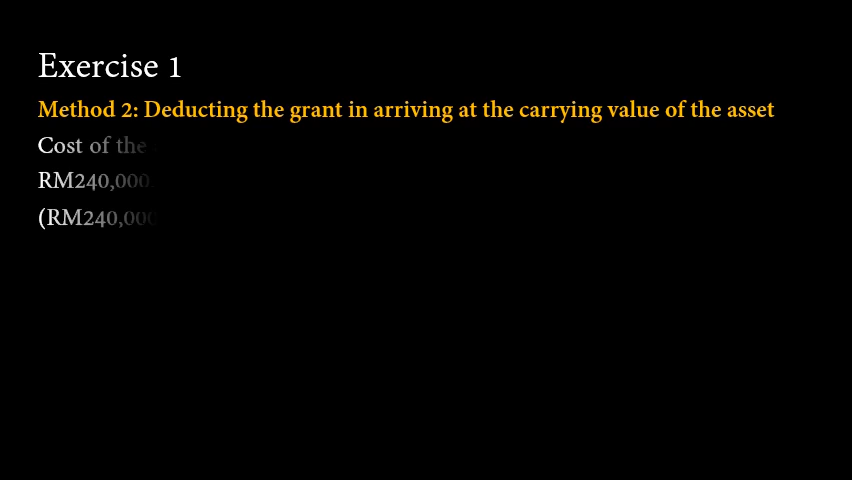 Exercise 1
Method 2: Deducting the grant in arriving at the carrying value of the asset
Cost of the
RM240,000
(RM240,000